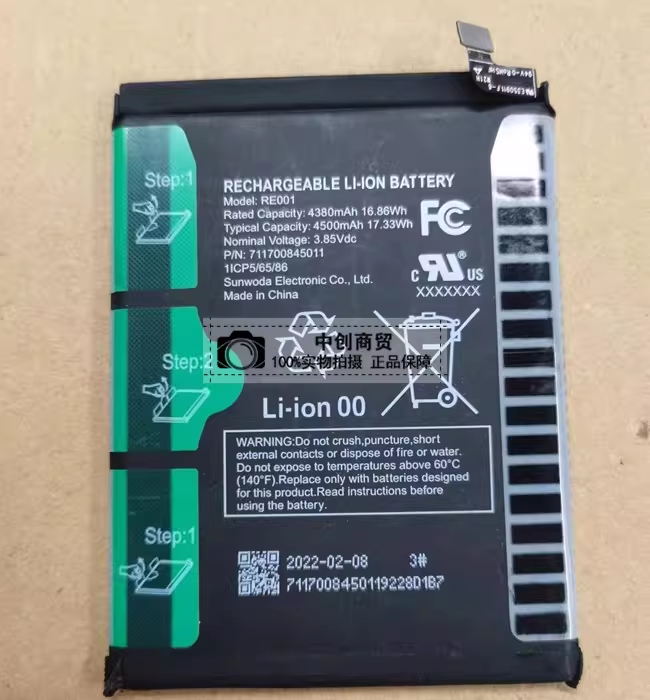 94V-0 RoHS
Step:1
RECHARGEABLE LI-ION BATTERY
Model: RE001
Rated Capacity: 4380mAh 16.86Wh
Typical Capacity: 4500mAh 17.33Wh
Nominal Voltage: 3.85Vdc
P/N: 711700845011
1ICP5/65/86
Sunwoda Electronic Co., Ltd.
Made in China
FC
C RU US
XXXXXXX
Step:2
中创商贸
100%实物拍摄 正品保障
Li-ion 00
WARNING:Do not crush,puncture,short
external contacts or dispose of fire or water.
Do not expose to temperatures above 60°C
(140°F).Replace only with batteries designed
for this product.Read instructions before
using the battery.
Step:1
2022-02-08 3#
7117008450119228D1B7